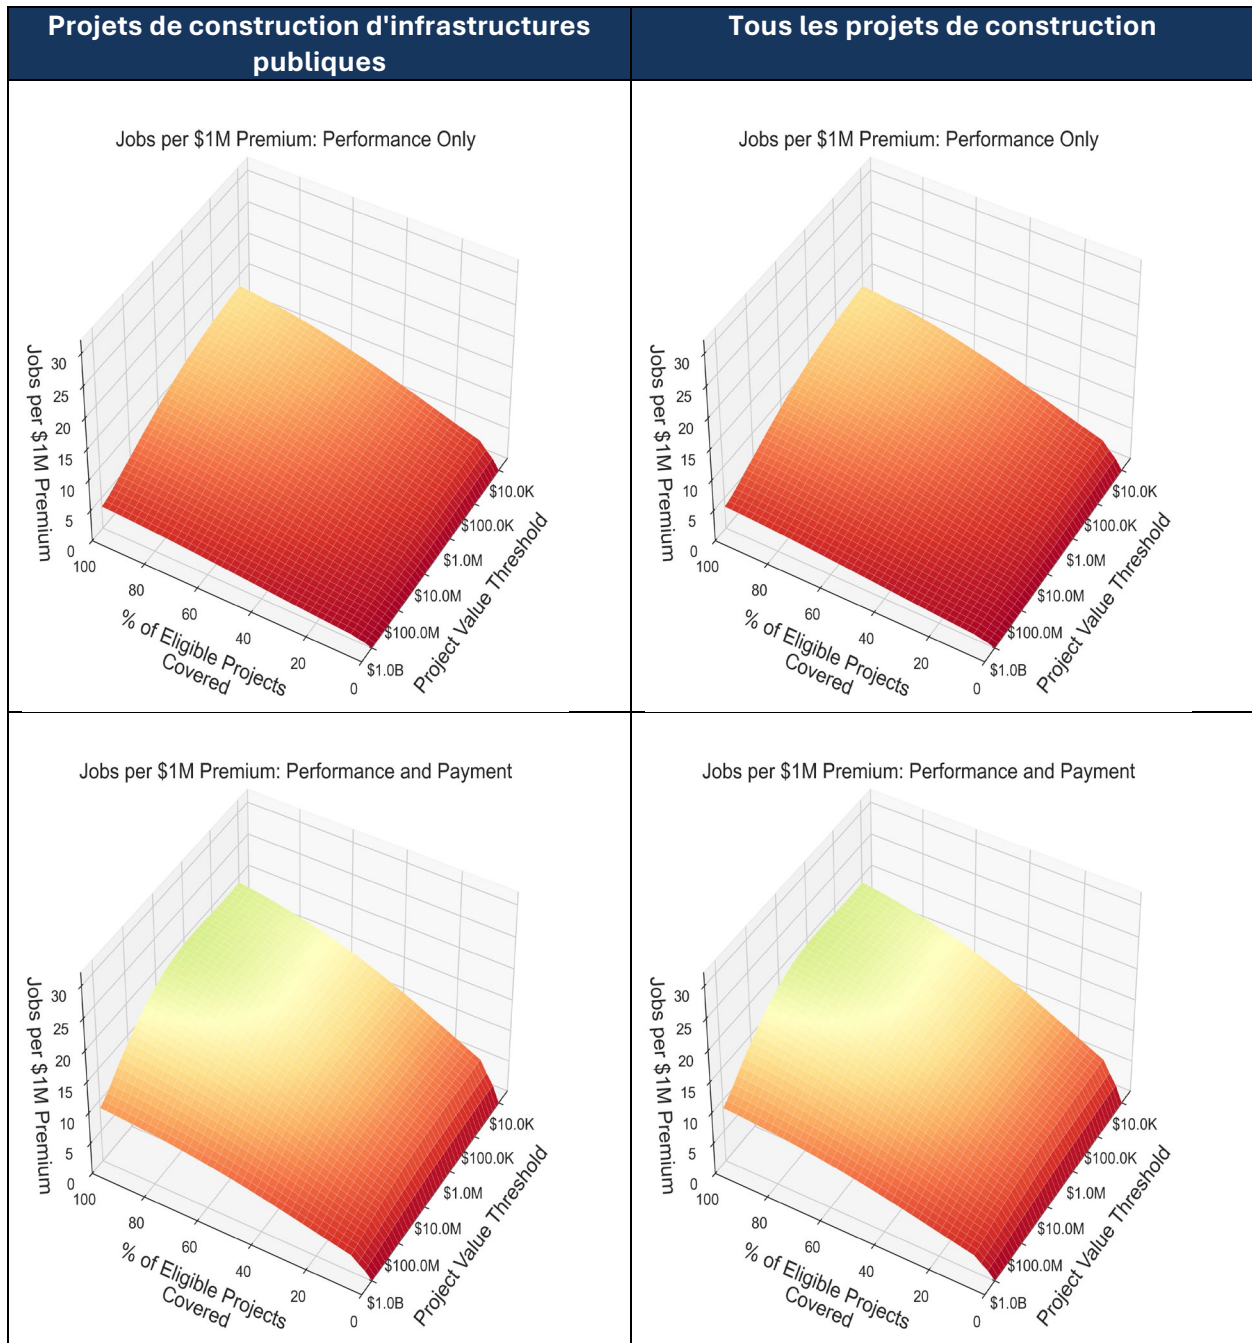 Projets de construction d'infrastructures
publiques
Tous les projets de construction
Jobs per $1M Premium: Performance Only
Jobs per $1M Premium
30
25
20
15
10
5
0
100
80
60
40
20
0
% of Eligible Projects
Covered
$10.0K
$100.0K
$1.0M
$10.0M
$100.0M
$1.0B
Project Value Threshold
Jobs per $1M Premium: Performance Only
Jobs per $1M Premium
30
25
20
15
10
5
0
100
80
60
40
20
0
% of Eligible Projects
Covered
$10.0K
$100.0K
$1.0M
$10.0M
$100.0M
$1.0B
Project Value Threshold
Jobs per $1M Premium: Performance and Payment
Jobs per $1M Premium
30
25
20
15
10
5
0
100
80
60
40
20
0
% of Eligible Projects
Covered
$10.0K
$100.0K
$1.0M
$10.0M
$100.0M
$1.0B
Project Value Threshold
Jobs per $1M Premium: Performance and Payment
Jobs per $1M Premium
30
25
20
15
10
5
0
100
80
60
40
20
0
% of Eligible Projects
Covered
$10.0K
$100.0K
$1.0M
$10.0M
$100.0M
$1.0B
Project Value Threshold